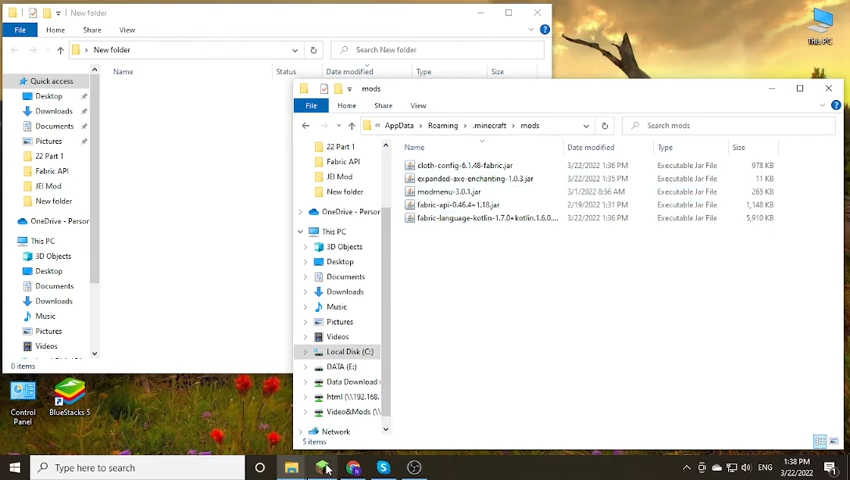 New folder
File Home Share View
New folder
Search New folder
Name Status Date modified Type Size
Quick access
Desktop
Downloads
Documents
Pictures
22 Part 1
Fabric API
JEI Mod
New folder
OneDrive - Persor
This PC
3D Objects
Desktop
Documents
Downloads
Music
Pictures
Videos
0 items
mods
File Home Share View
AppData Roaming .minecraft mods
Search mods
Name Date modified Type Size
cloth-config-6.1.48-fabric.jar 3/22/2022 1:36 PM Executable Jar File 978 KB
expanded-axe-enchanting-1.0.3.jar 3/22/2022 1:35 PM Executable Jar File 11 KB
modmenu-3.0.1.jar 3/1/2022 8:56 AM Executable Jar File 265 KB
fabric-api-0.46.4+1.18.jar 2/19/2022 1:31 PM Executable Jar File 1,148 KB
fabric-language-kotlin-1.7.0+kotlin.1.6.0.... 3/22/2022 1:36 PM Executable Jar File 5,910 KB
22 Part 1
Fabric API
JEI Mod
New folder
OneDrive - Person
This PC
3D Objects
Desktop
Documents
Downloads
Music
Pictures
Videos
Local Disk (C:)
DATA (E:)
Data Download (
html (\\192.168.
Video&Mods (\\
Network
5 items
This PC
Control
Panel
BlueStacks 5
Type here to search
ENG
1:38 PM
3/22/2022